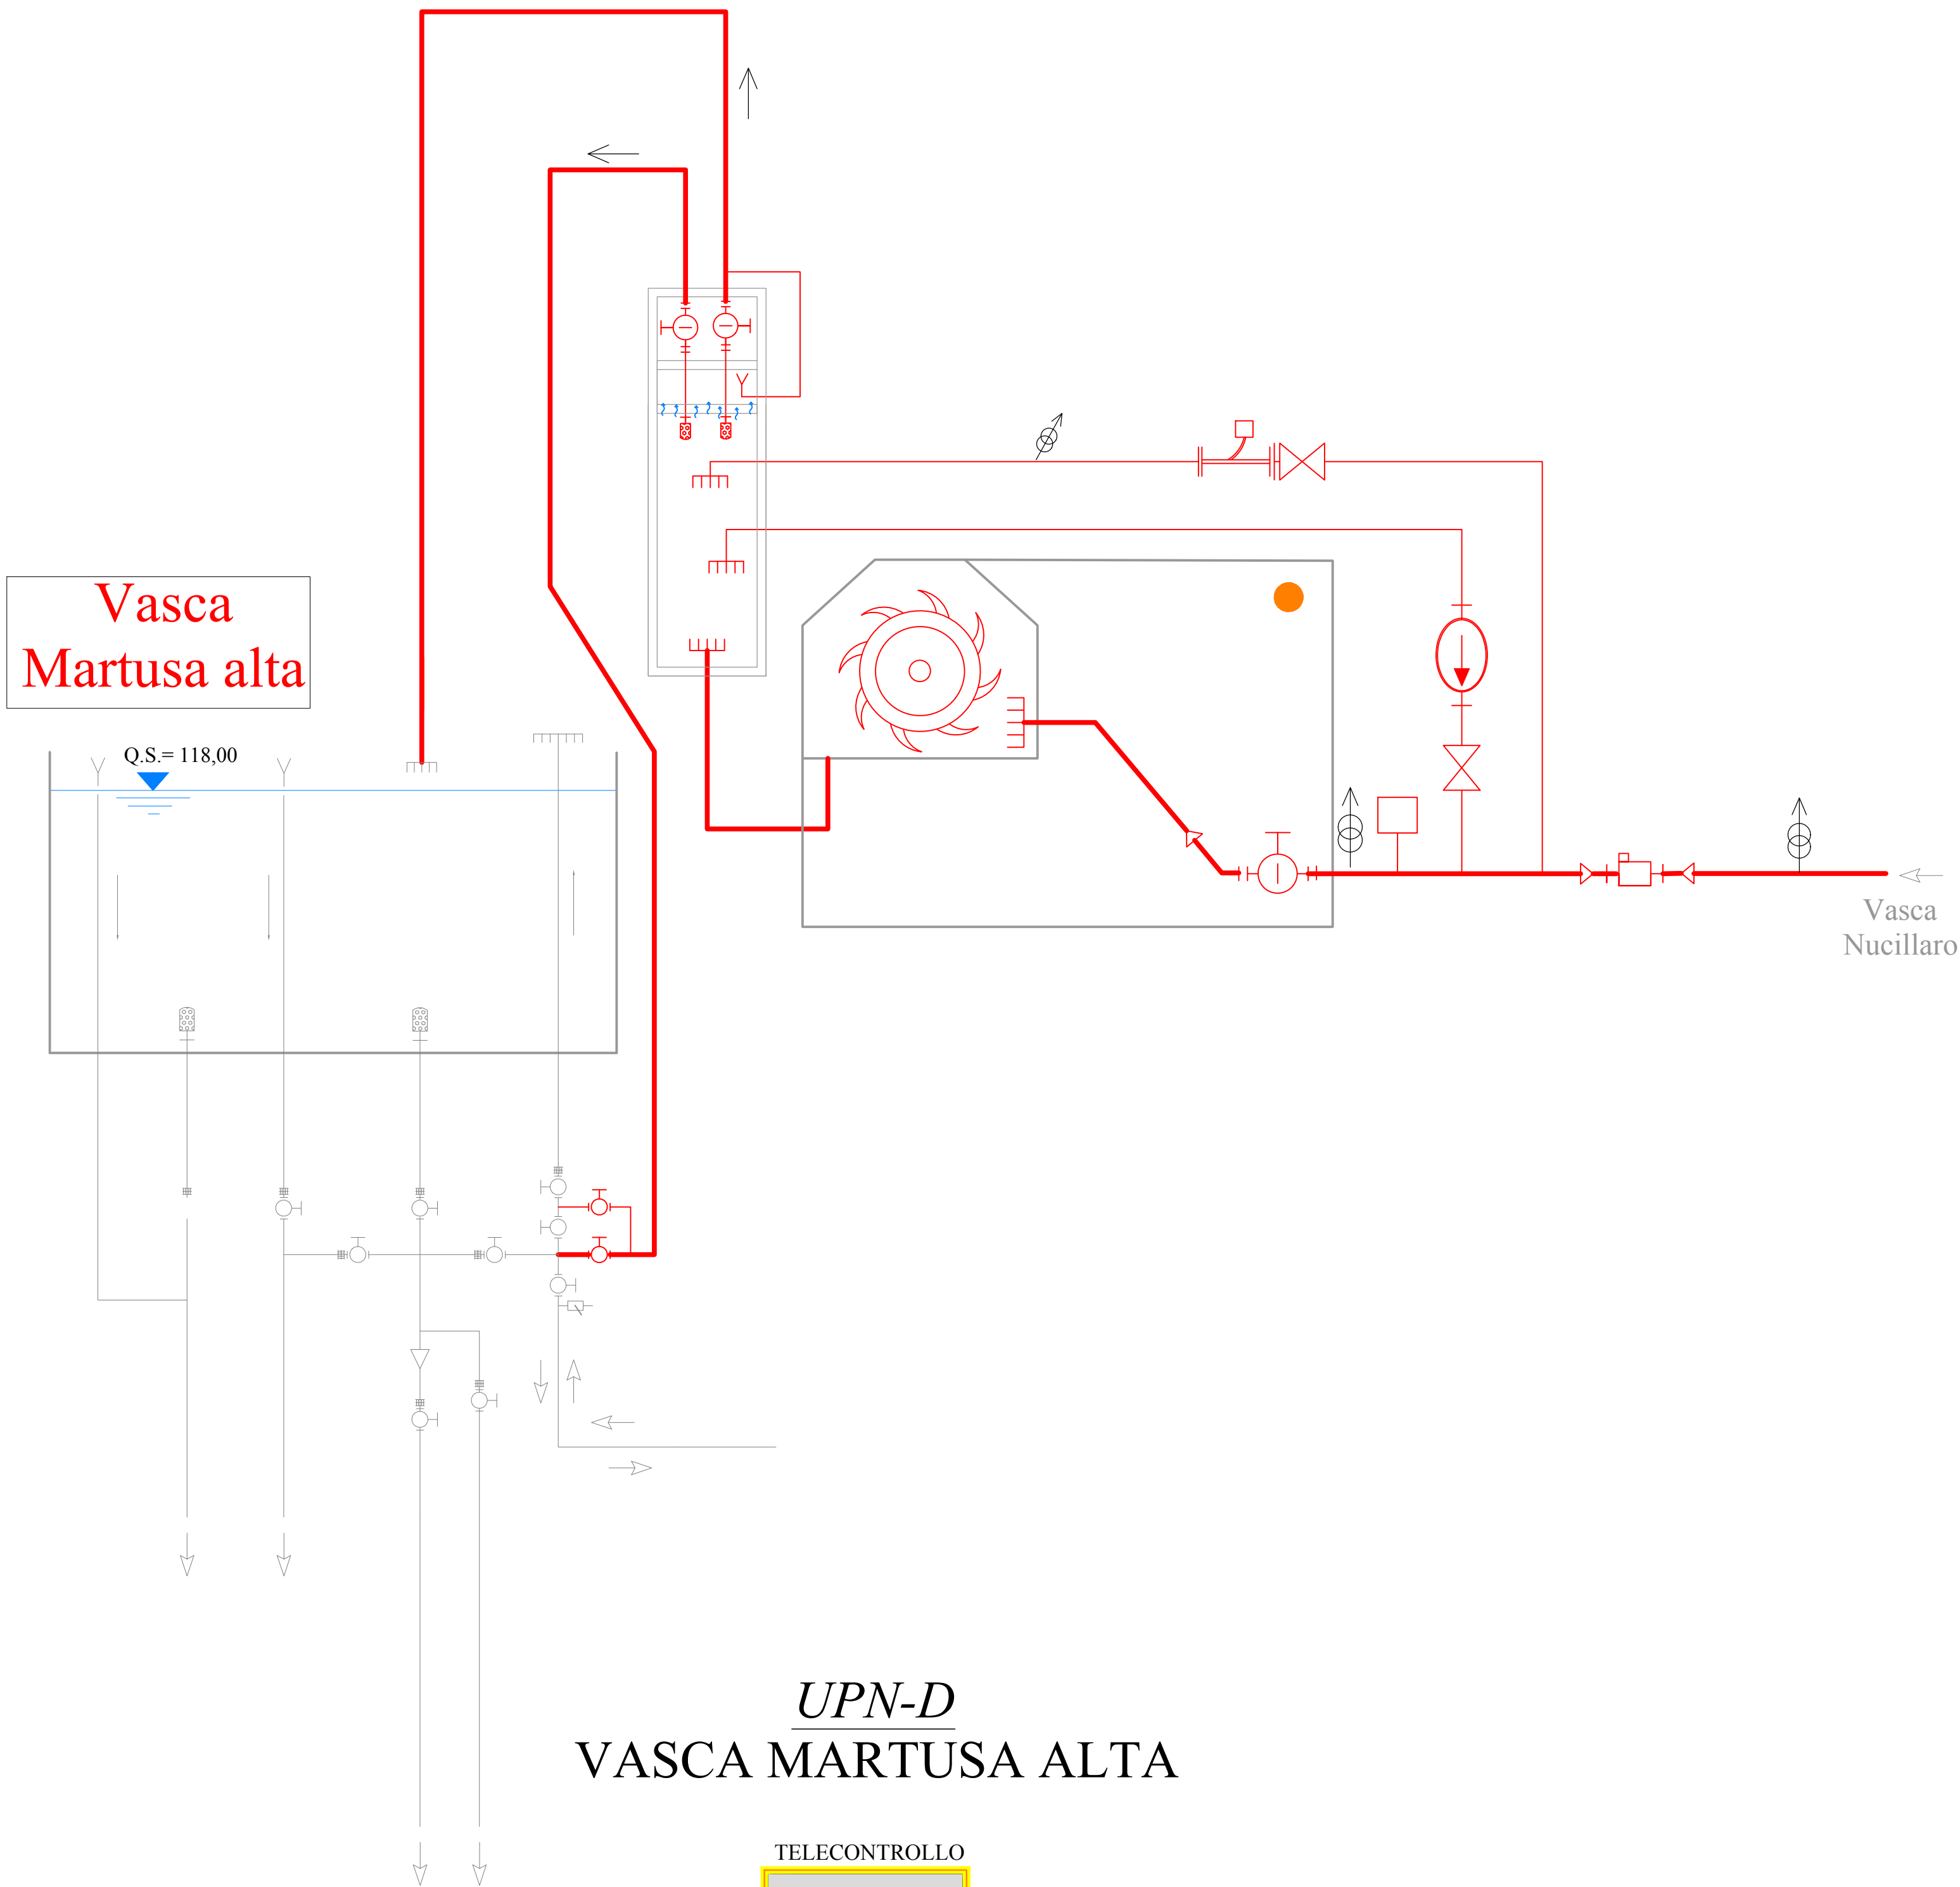 Vasca
Martusa alta
Q.S.= 118,00
Vasca
Nucillaro
UPN-D
VASCA MARTUSA ALTA
TELECONTROLLO